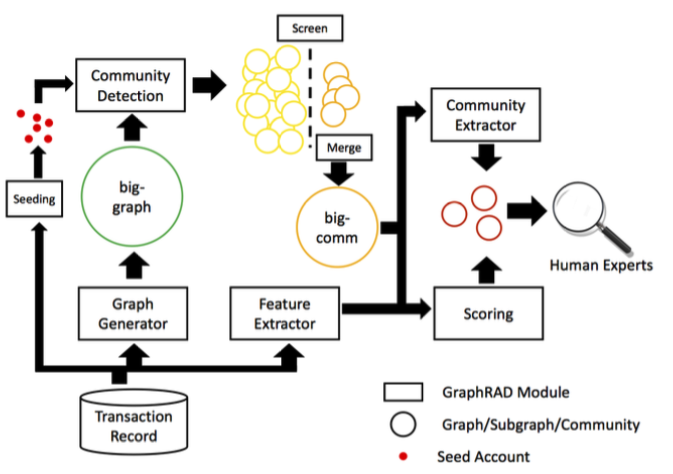 Screen
Community
Detection
Community
Extractor
Merge
Seeding
big-
graph
big-
comm
Human Experts
Graph
Generator
Feature
Extractor
Scoring
Transaction
Record
GraphRAD Module
Graph/Subgraph/Community
Seed Account